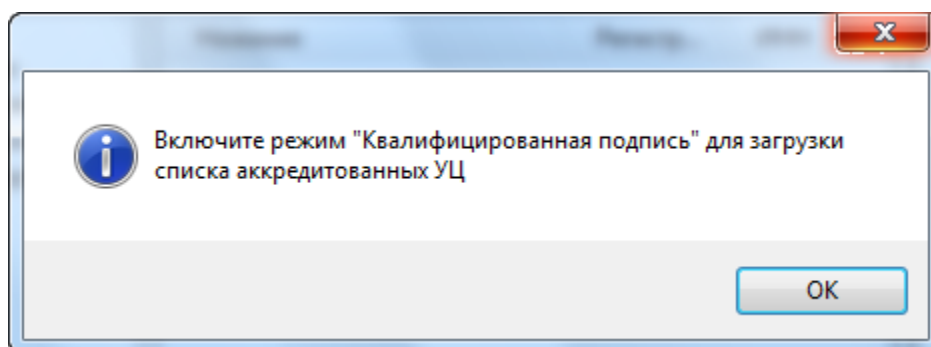 Включите режим "Квалифицированная подпись" для загрузки
списка аккредитованных УЦ
OK